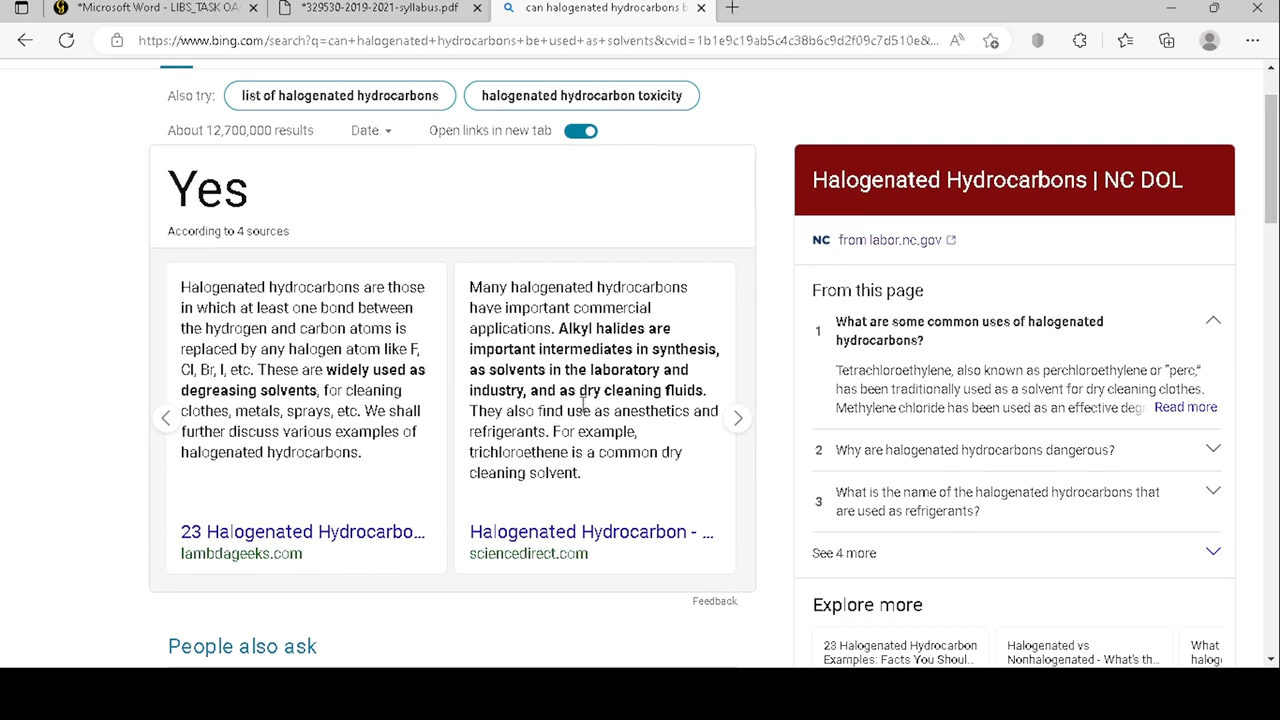 *Microsoft Word - LIBS_TASK OA
*329530-2019-2021-syllabus.pdf
can halogenated hydrocarbons b
https://www.bing.com/search?q=can+halogenated+hydrocarbons+be+used+as+solvents&cvid=1b1e9c19ab5c4c38b6c9d2f09c7d510e&...
Also try:
list of halogenated hydrocarbons
halogenated hydrocarbon toxicity
About 12,700,000 results
Date
Open links in new tab
Yes
According to 4 sources
Halogenated hydrocarbons are those
in which at least one bond between
the hydrogen and carbon atoms is
replaced by any halogen atom like F,
Cl, Br, I, etc. These are widely used as
degreasing solvents, for cleaning
clothes, metals, sprays, etc. We shall
further discuss various examples of
halogenated hydrocarbons.
23 Halogenated Hydrocarbo...
lambdageeks.com
Many halogenated hydrocarbons
have important commercial
applications. Alkyl halides are
important intermediates in synthesis,
as solvents in the laboratory and
industry, and as dry cleaning fluids.
They also find use as anesthetics and
refrigerants. For example,
trichloroethene is a common dry
cleaning solvent.
Halogenated Hydrocarbon - ...
sciencedirect.com
Feedback
People also ask
Halogenated Hydrocarbons | NC DOL
NC from labor.nc.gov
From this page
1 What are some common uses of halogenated
hydrocarbons?
Tetrachloroethylene, also known as perchloroethylene or "perc,"
has been traditionally used as a solvent for dry cleaning clothes.
Methylene chloride has been used as an effective degr Read more
2 Why are halogenated hydrocarbons dangerous?
3 What is the name of the halogenated hydrocarbons that
are used as refrigerants?
See 4 more
Explore more
23 Halogenated Hydrocarbon
Examples: Facts You Shoul...
Halogenated vs
Nonhalogenated - What's th...
What
halog